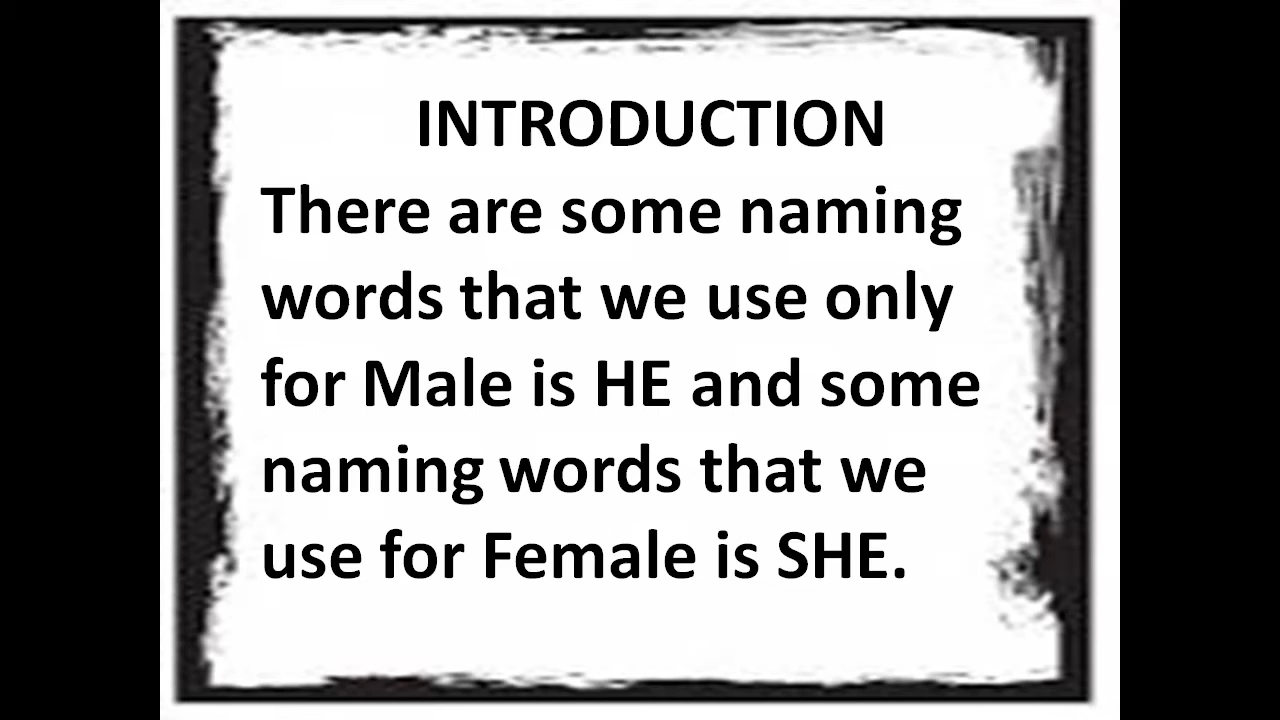 INTRODUCTION
There are some naming
words that we use only
for Male is HE and some
naming words that we
use for Female is SHE.